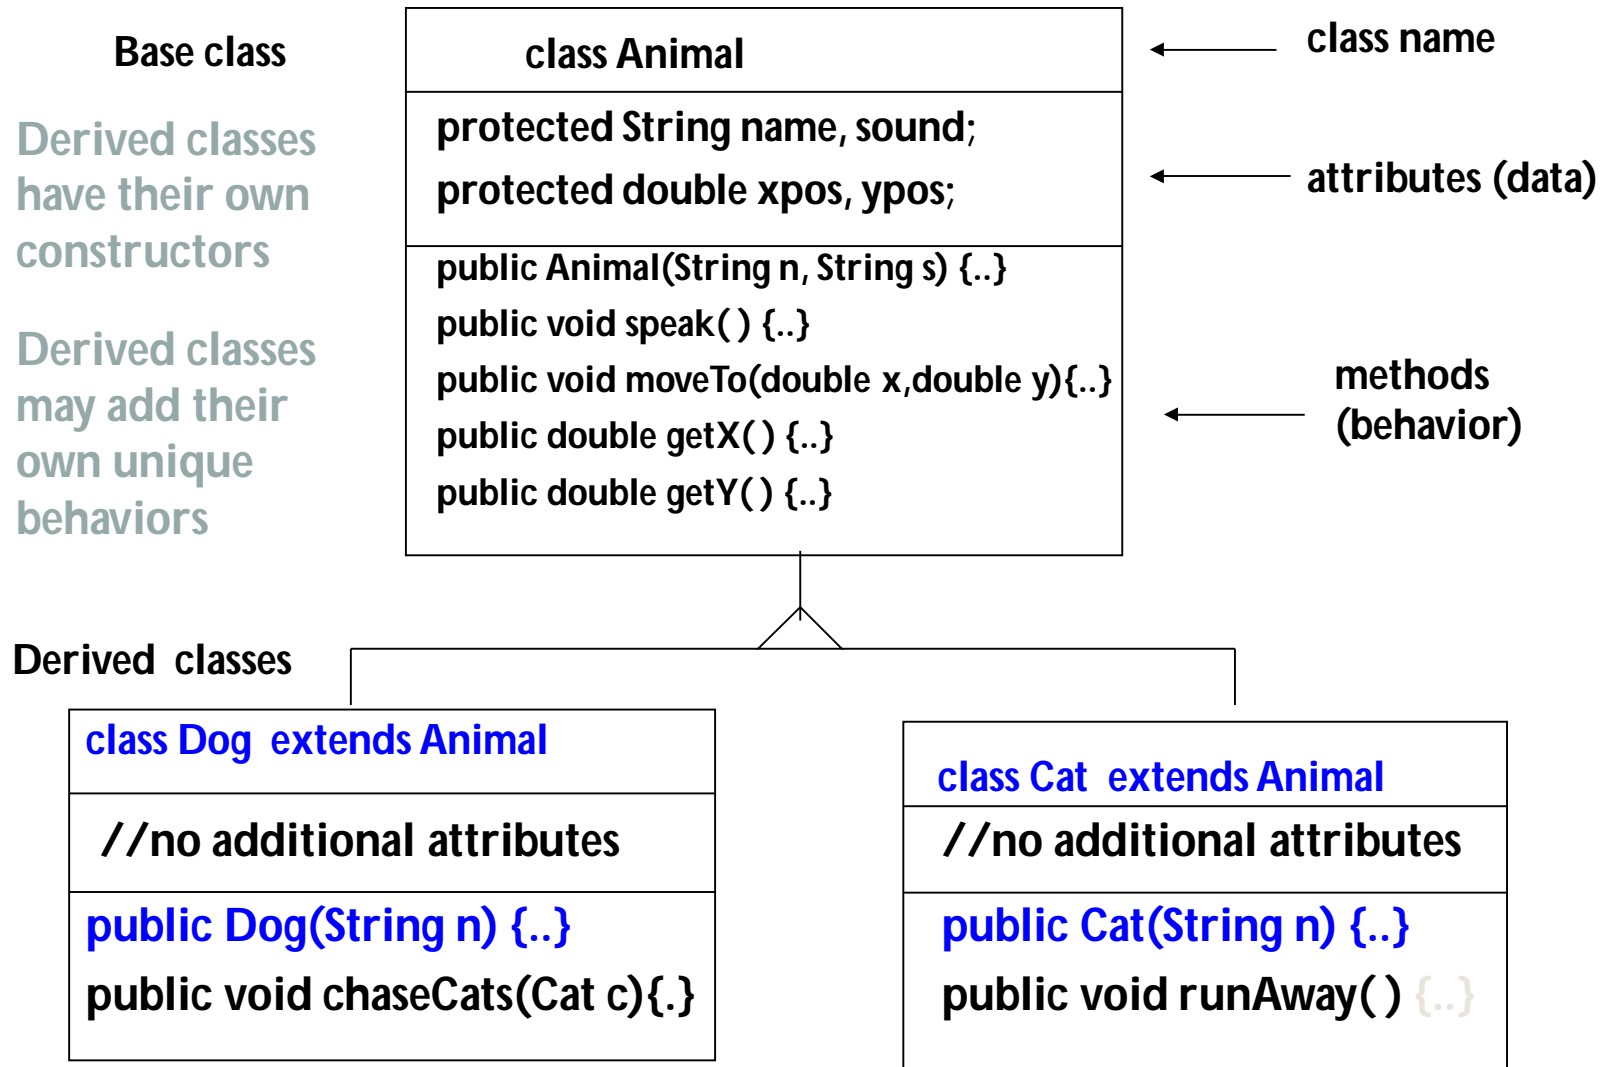 Base class
class Animal
class name
Derived classes
have their own
constructors
protected String name, sound;
protected double xpos, ypos;
attributes (data)
Derived classes
may add their
own unique
behaviors
public Animal(String n, String s) {..}
public void speak( ) {..}
public void moveTo(double x,double y){..}
public double getX() {..}
public double getY( ) {..}
methods
(behavior)
Derived classes
class Dog extends Animal
//no additional attributes
public Dog(String n) {..}
public void chaseCats(Cat c){.}
class Cat extends Animal
//no additional attributes
public Cat(String n) {..}
public void runAway( ) {..}